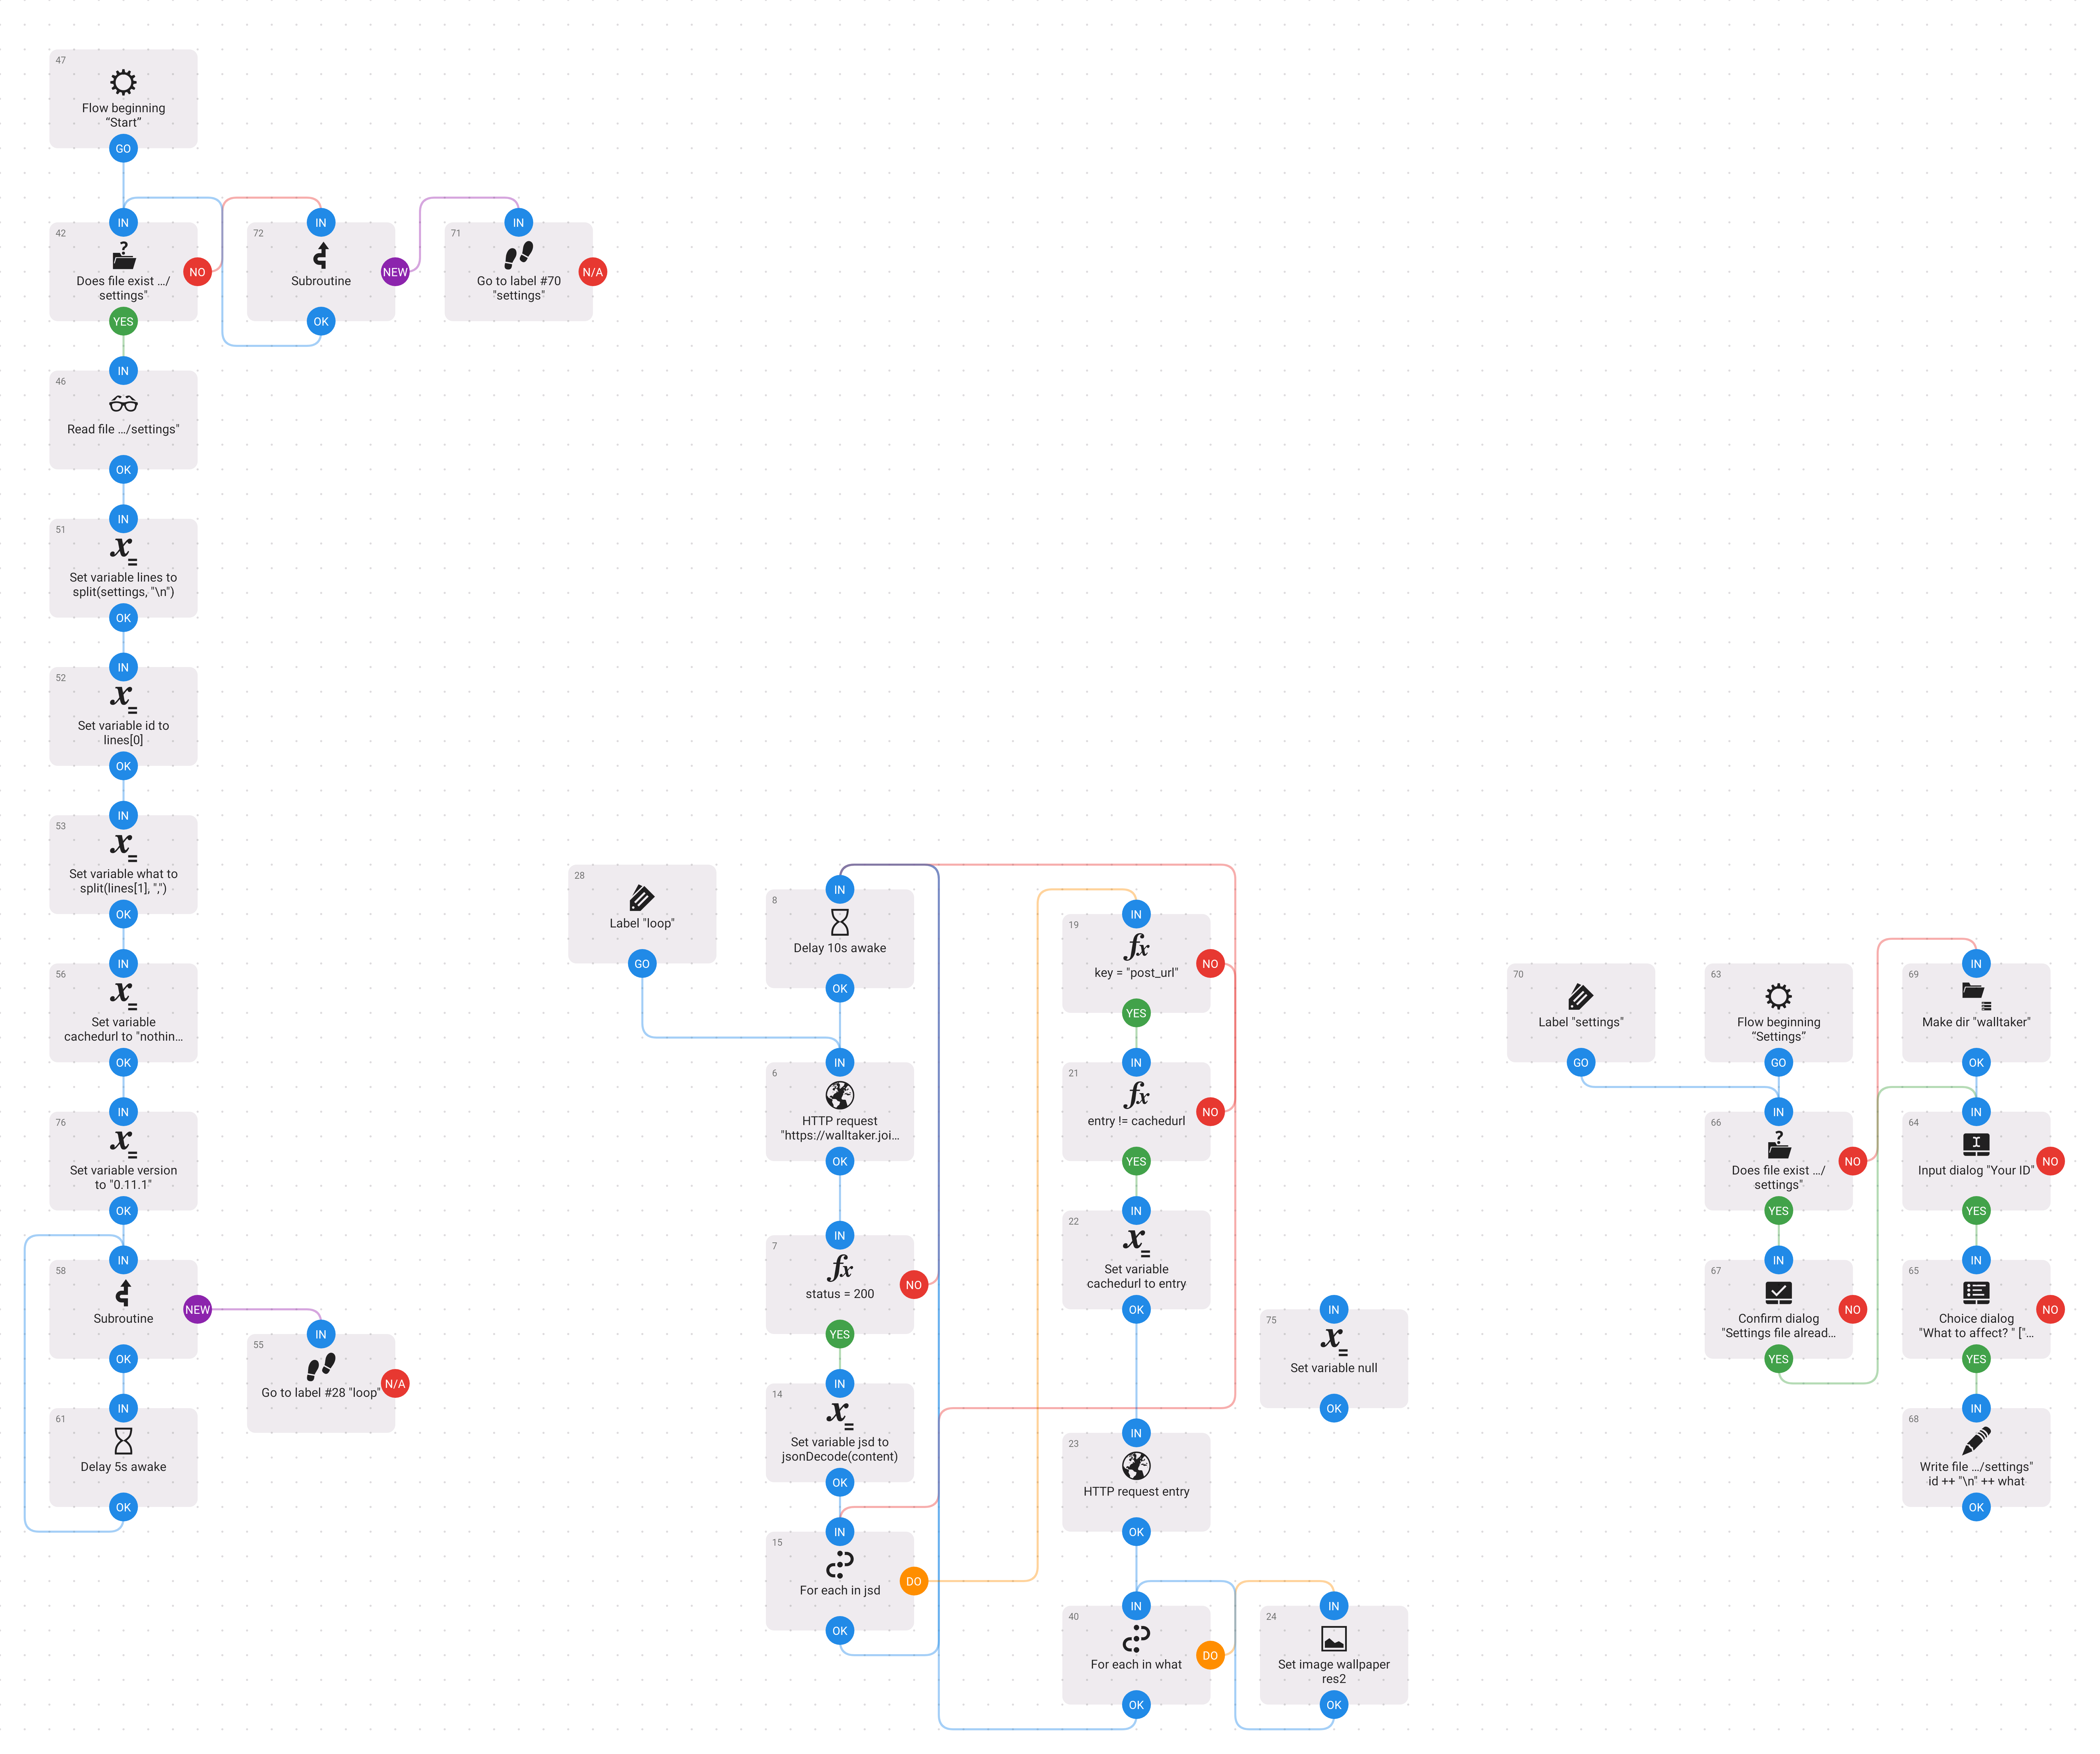 47
Flow beginning
“Start”
GO
IN
42
Does file exist .../
settings"
NO
YES
IN
72
Subroutine
NEW
OK
IN
71
Go to label #70
"settings"
N/A
IN
46
Read file .../settings"
OK
IN
51
Set variable lines to
split(settings, "\n")
OK
IN
52
Set variable id to
lines[0]
OK
IN
53
Set variable what to
split(lines[1], ",")
OK
IN
56
Set variable
cachedurl to "nothin...
OK
IN
76
Set variable version
to "0.11.1"
OK
IN
58
Subroutine
NEW
OK
IN
55
Go to label #28 "loop"
N/A
IN
61
Delay 5s awake
OK
28
Label "loop"
GO
IN
8
Delay 10s awake
OK
IN
6
HTTP request
"https://walltaker.joi...
OK
IN
7
fx
status = 200
NO
YES
IN
14
Set variable jsd to
jsonDecode(content)
OK
IN
15
For each in jsd
DO
OK
IN
19
fx
key = "post_url"
NO
YES
IN
21
fx
entry != cachedurl
NO
YES
IN
22
Set variable
cachedurl to entry
OK
IN
23
HTTP request entry
OK
IN
40
For each in what
DO
OK
IN
75
Set variable null
OK
IN
24
Set image wallpaper
res2
OK
70
Label "settings"
GO
63
Flow beginning
“Settings”
GO
IN
66
Does file exist .../
settings"
NO
YES
IN
67
Confirm dialog
"Settings file alread...
NO
YES
IN
69
Make dir "walltaker"
OK
IN
64
Input dialog "Your ID"
NO
YES
IN
65
Choice dialog
"What to affect? " ["...
NO
YES
IN
68
Write file .../settings"
id ++ "\n" ++ what
OK